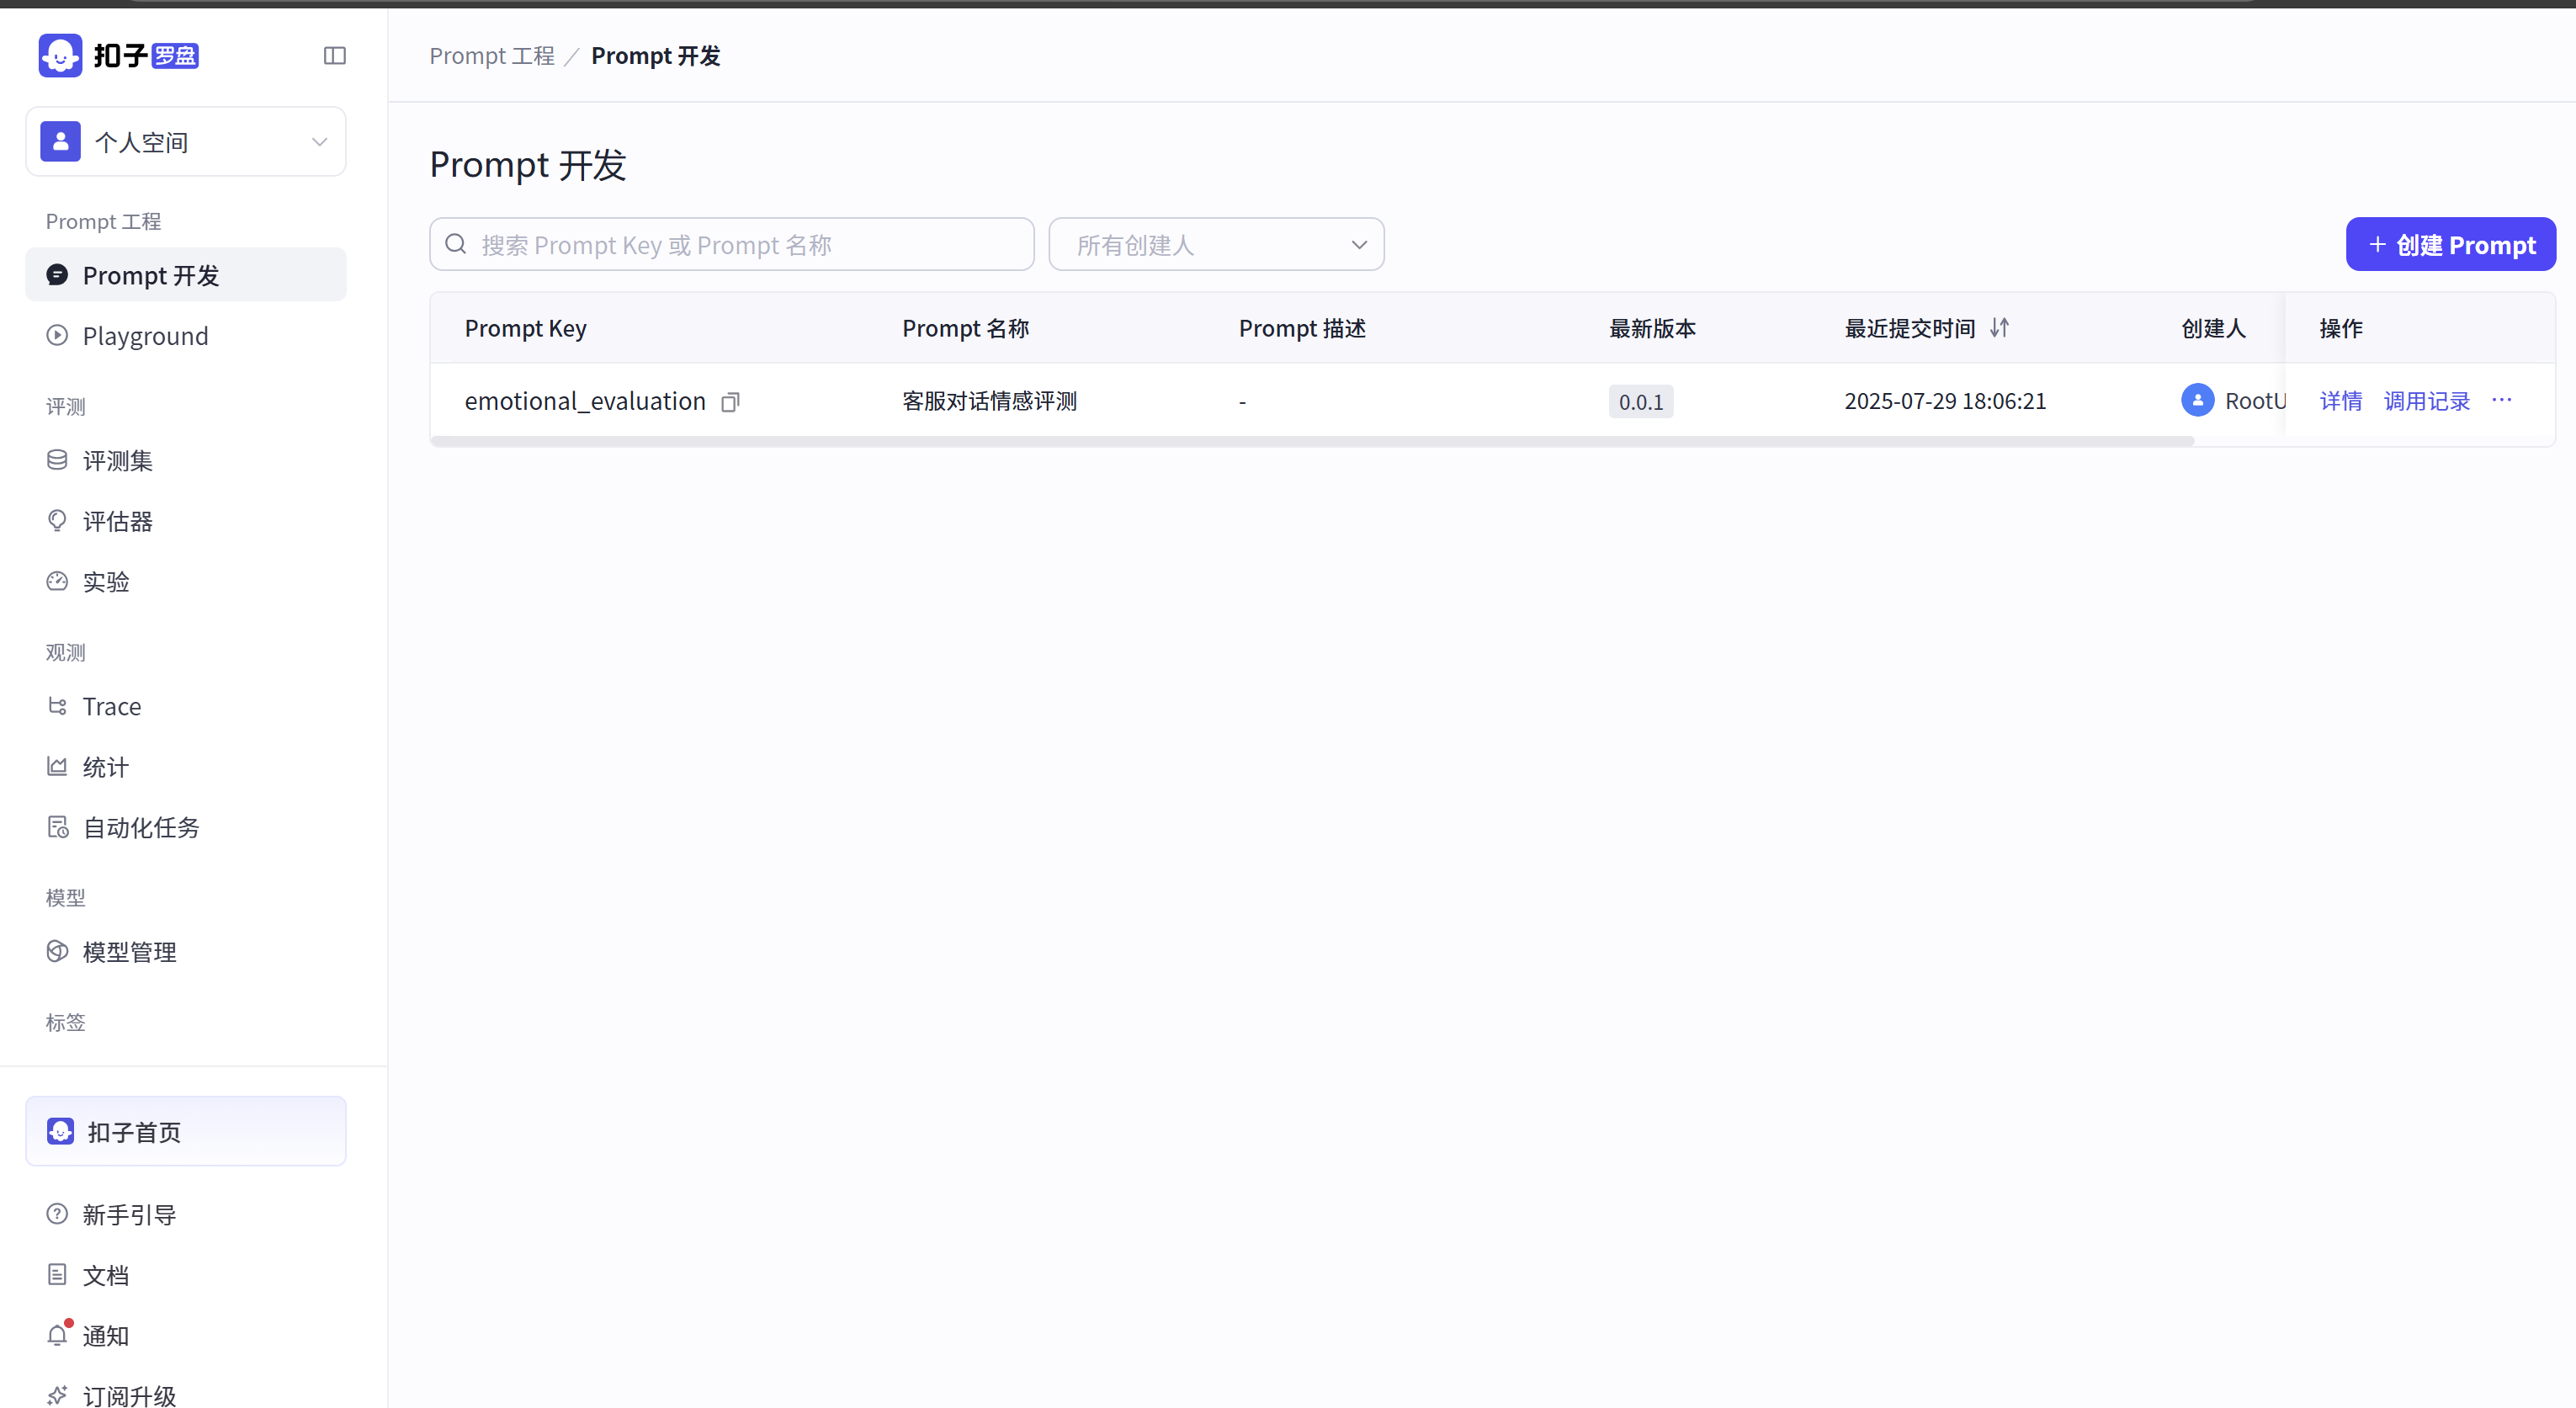 扣子罗盘
个人空间
Prompt 工程
Prompt 开发
Playground
评测
评测集
评估器
实验
观测
Trace
统计
自动化任务
模型
模型管理
标签
扣子首页
新手引导
文档
通知
订阅升级
Prompt 工程 / Prompt 开发
Prompt 开发
搜索 Prompt Key 或 Prompt 名称
所有创建人
创建 Prompt
Prompt Key Prompt 名称 Prompt 描述 最新版本 最近提交时间 创建人 操作
emotional_evaluation 客服对话情感评测 - 0.0.1 2025-07-29 18:06:21 RootU 详情 调用记录 ···